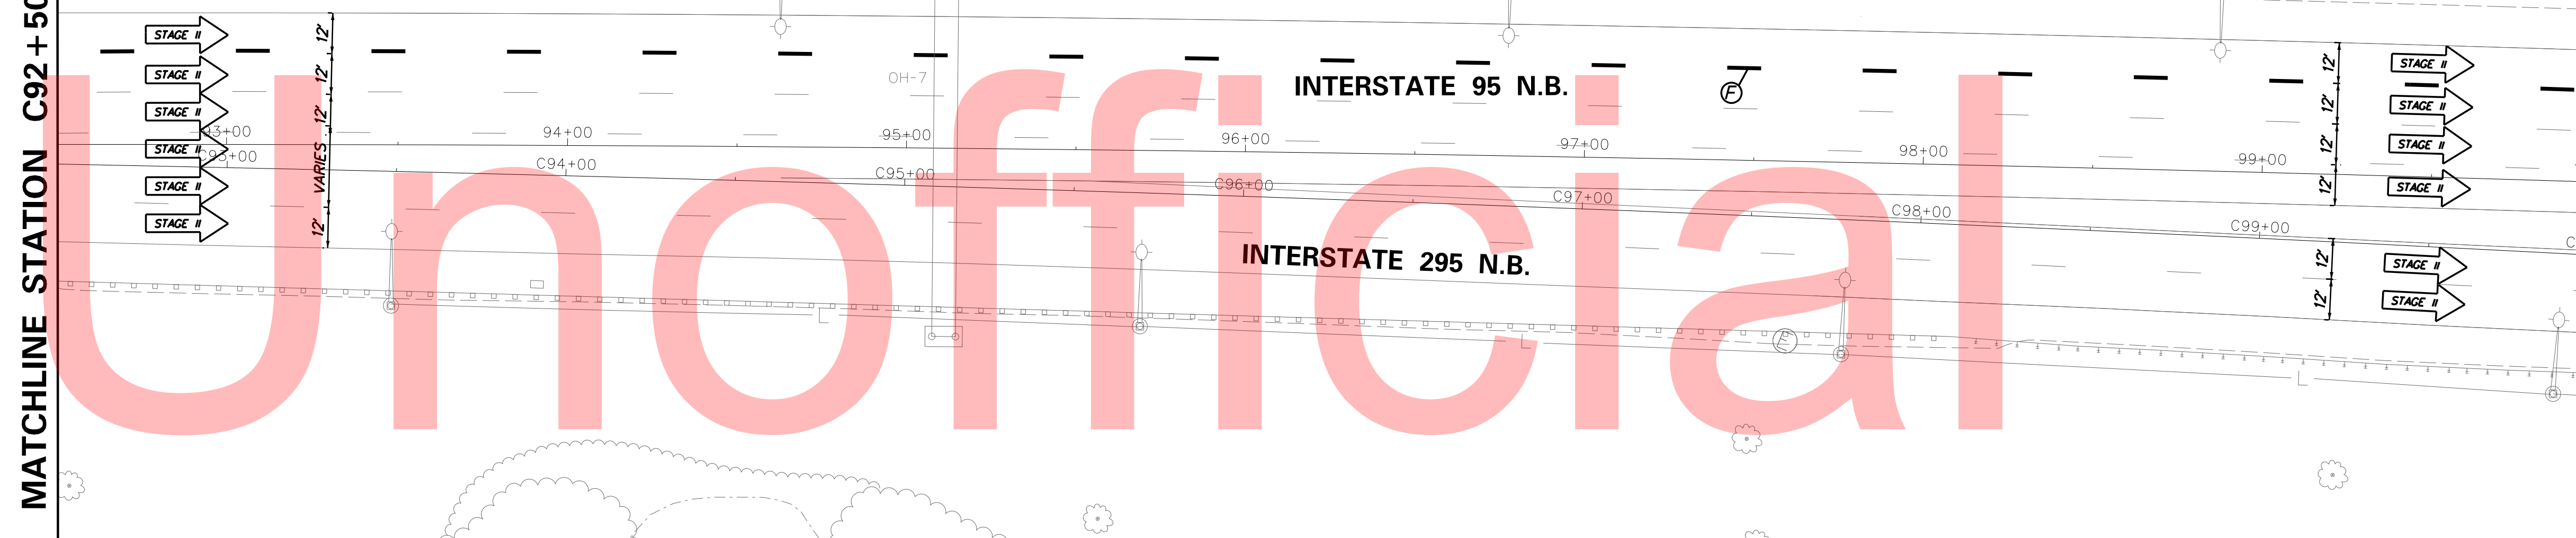 MATCHLINE STATION C92+50
STAGE II
STAGE II
STAGE II
STAGE II
STAGE II
STAGE II
12'
12'
12'
VARIES
12'
OH-7
INTERSTATE 95 N.B.
F
93+00
94+00
95+00
96+00
97+00
98+00
99+00
C93+00
C94+00
C95+00
C96+00
C97+00
C98+00
C99+00
C
INTERSTATE 295 N.B.
E
12'
12'
12'
12'
12'
12'
STAGE II
STAGE II
STAGE II
STAGE II
STAGE II
STAGE II
Unofficial